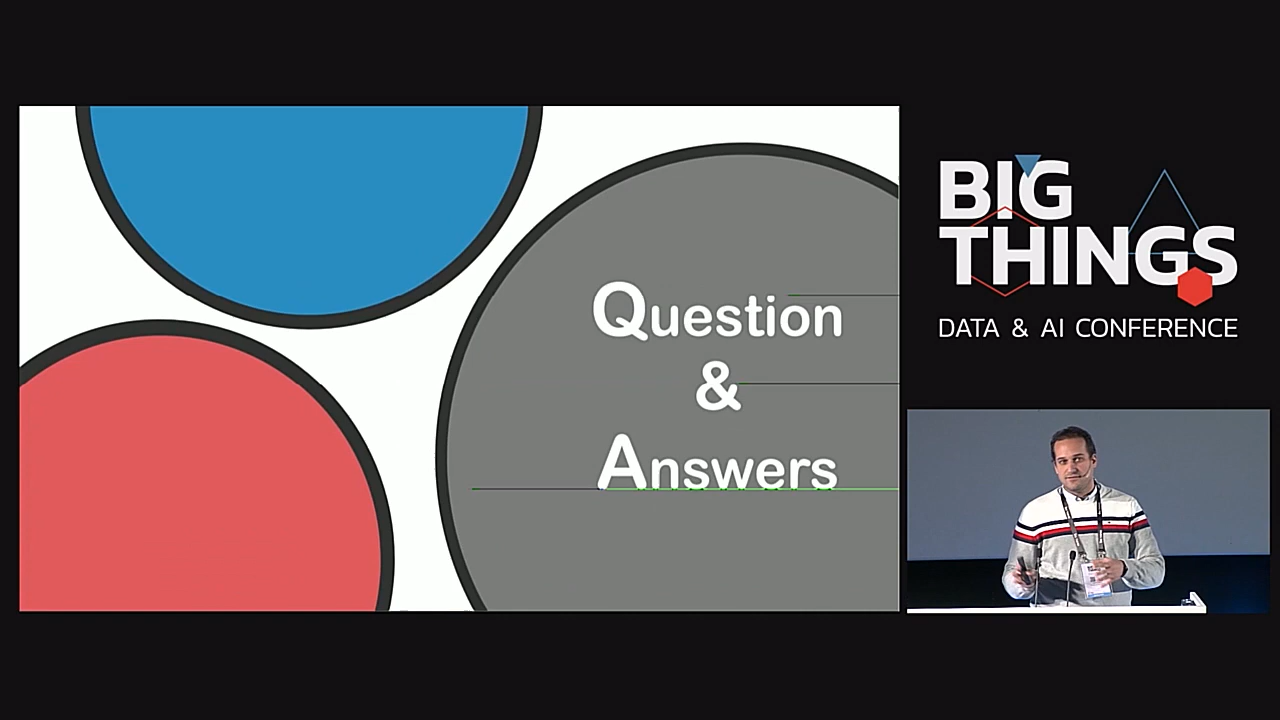 Question
&
Answers
BIG
THINGS
DATA & AI CONFERENCE